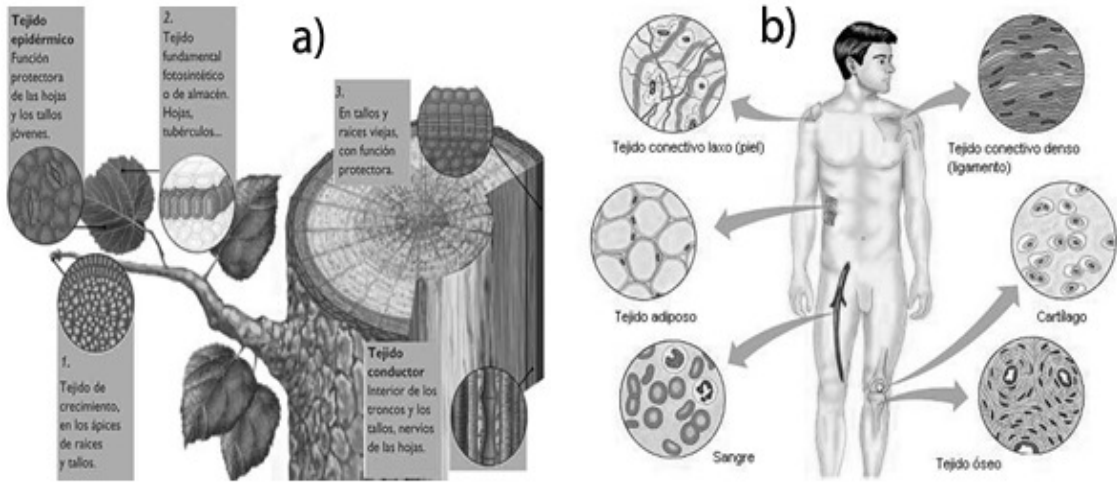 a)
Tejido
epidérmico
Función
protectora
de las hojas
y los tallos
jóvenes.
2.
Tejido
fundamental
fotosintético
o de almacén.
Hojas,
tubérculos...
3.
En tallos y
raices viejas,
con función
protectora.
1.
Tejido de
crecimiento,
en los ápices
de raices
y tallos.
Tejido
conductor
Interior de los
troncos y los
tallos, nervios
de las hojas.
b)
Tejido conectivo laxo (piel)
Tejido conectivo denso
(ligamento)
Tejido adiposo
Cartílago
Sangre
Tejido óseo